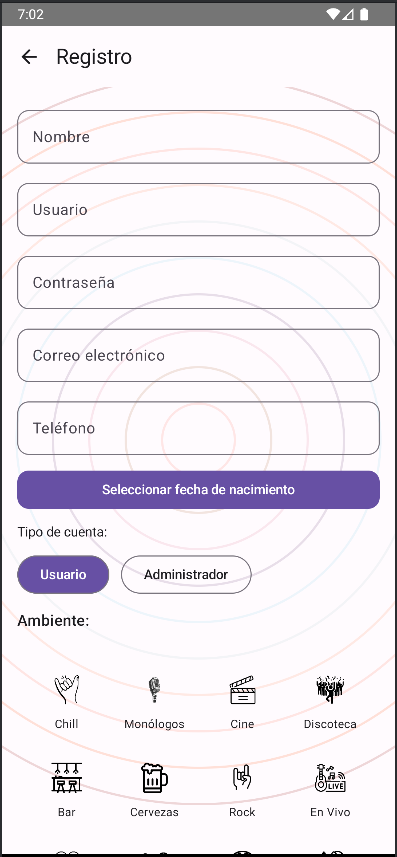 7:02
Registro
Nombre
Usuario
Contraseña
Correo electrónico
Teléfono
Seleccionar fecha de nacimiento
Tipo de cuenta:
Usuario Administrador
Ambiente:
Chill Monólogos Cine Discoteca
LIVE
Bar Cervezas Rock En Vivo